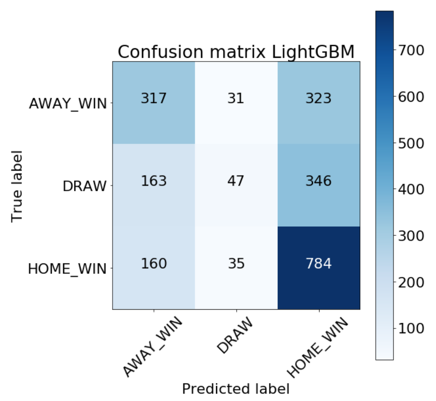 Confusion matrix LightGBM
True label
AWAY_WIN 317 31 323
DRAW 163 47 346
HOME_WIN 160 35 784
AWAY_WIN DRAW HOME_WIN
Predicted label
700
600
500
400
300
200
100